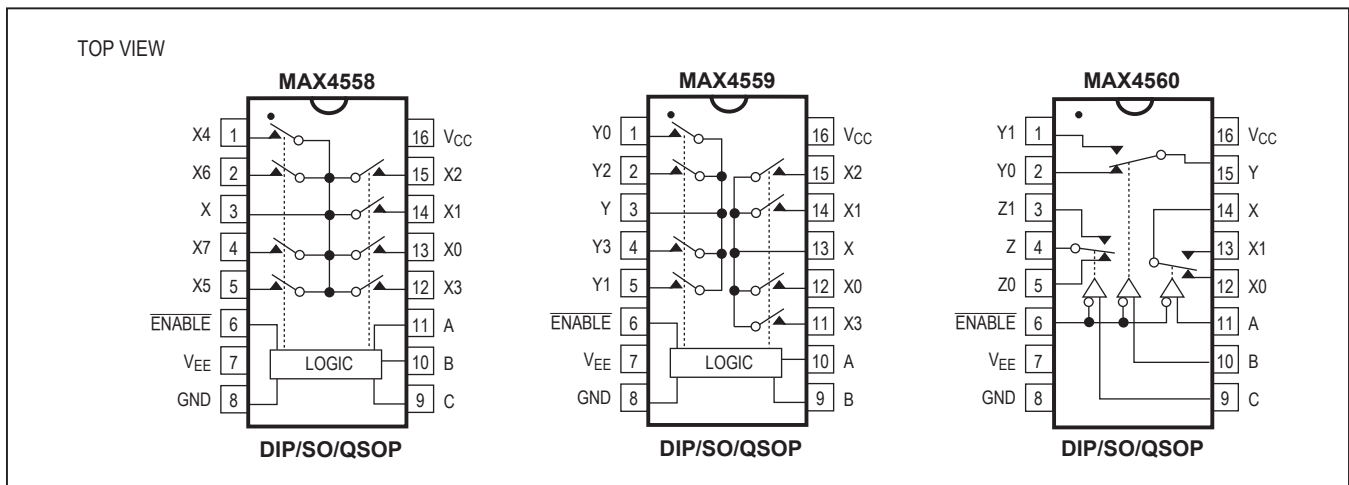 TOP VIEW
MAX4558
X4 1 16 VCC
X6 2 15 X2
X 3 14 X1
X7 4 13 X0
X5 5 12 X3
ENABLE 6 11 A
VEE 7 LOGIC 10 B
GND 8 9 C
DIP/SO/QSOP
MAX4559
Y0 1 16 VCC
Y2 2 15 X2
Y 3 14 X1
Y3 4 13 X
Y1 5 12 X0
ENABLE 6 11 X3
VEE 7 LOGIC 10 A
GND 8 9 B
DIP/SO/QSOP
MAX4560
Y1 1 16 VCC
Y0 2 15 Y
Z1 3 14 X
Z 4 13 X1
Z0 5 12 X0
ENABLE 6 11 A
VEE 7 10 B
GND 8 9 C
DIP/SO/QSOP